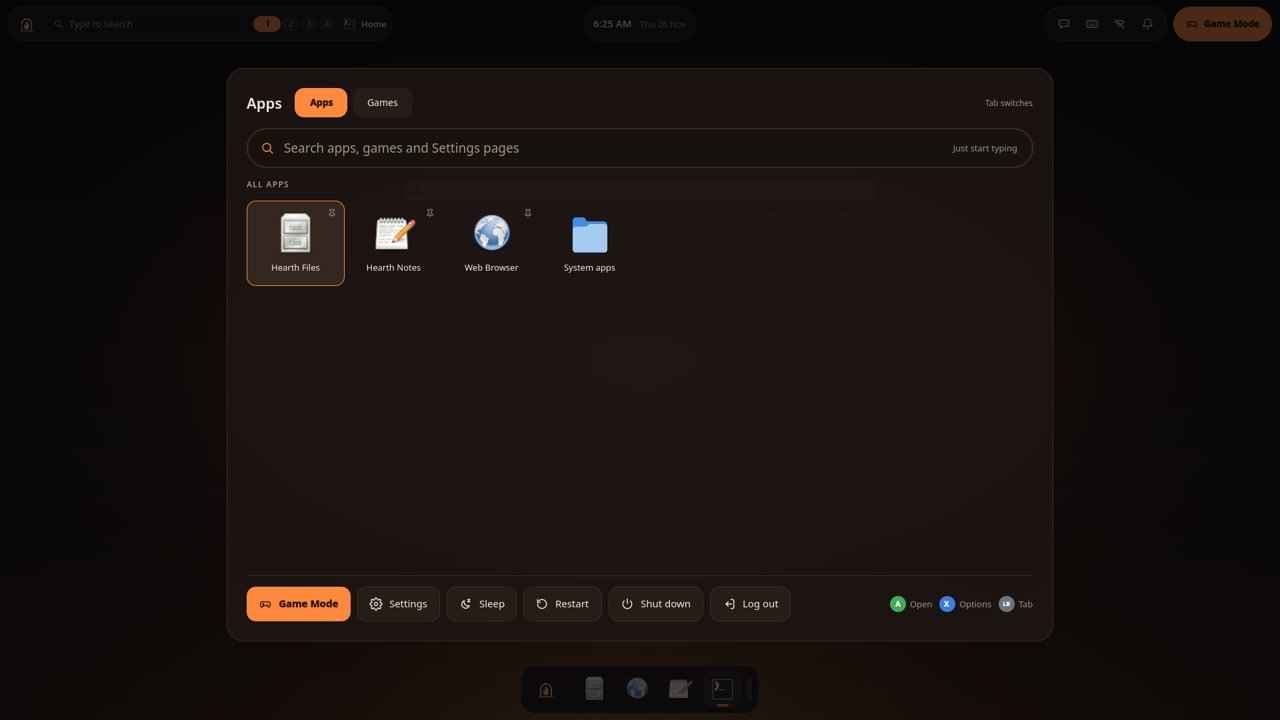 Type to search
1 2 3 4 Home
6:25 AM Thu 26 Nov
Game Mode
Apps Apps Games Tab switches
Search apps, games and Settings pages Just start typing
ALL APPS
Hearth Files Hearth Notes Web Browser System apps
Game Mode Settings Sleep Restart Shut down Log out A Open X Options LB Tab